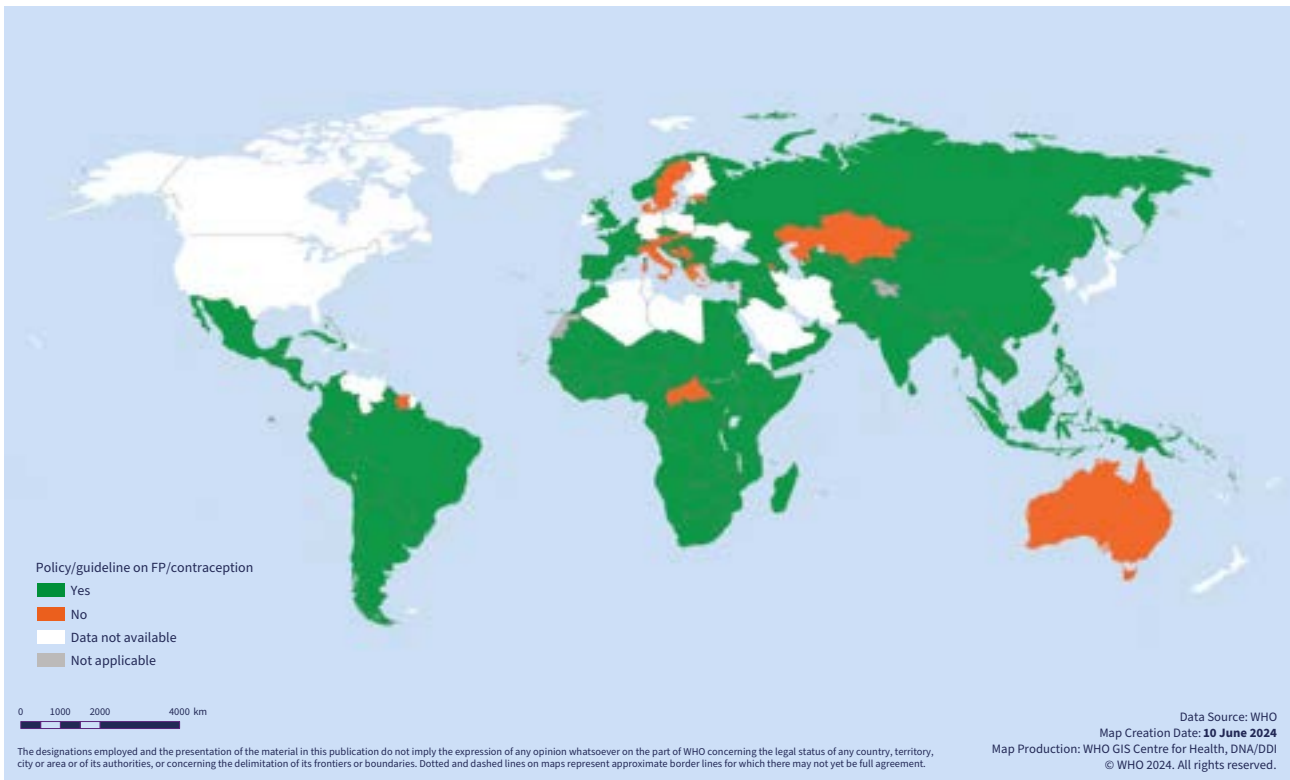 Policy/guideline on FP/contraception
Yes
No
Data not available
Not applicable
0 1000 2000 4000 km
Data Source: WHO
Map Creation Date: 10 June 2024
Map Production: WHO GIS Centre for Health, DNA/DDI
© WHO 2024. All rights reserved.
The designations employed and the presentation of the material in this publication do not imply the expression of any opinion whatsoever on the part of WHO concerning the legal status of any country, territory,
city or area or of its authorities, or concerning the delimitation of its frontiers or boundaries. Dotted and dashed lines on maps represent approximate border lines for which there may not yet be full agreement.